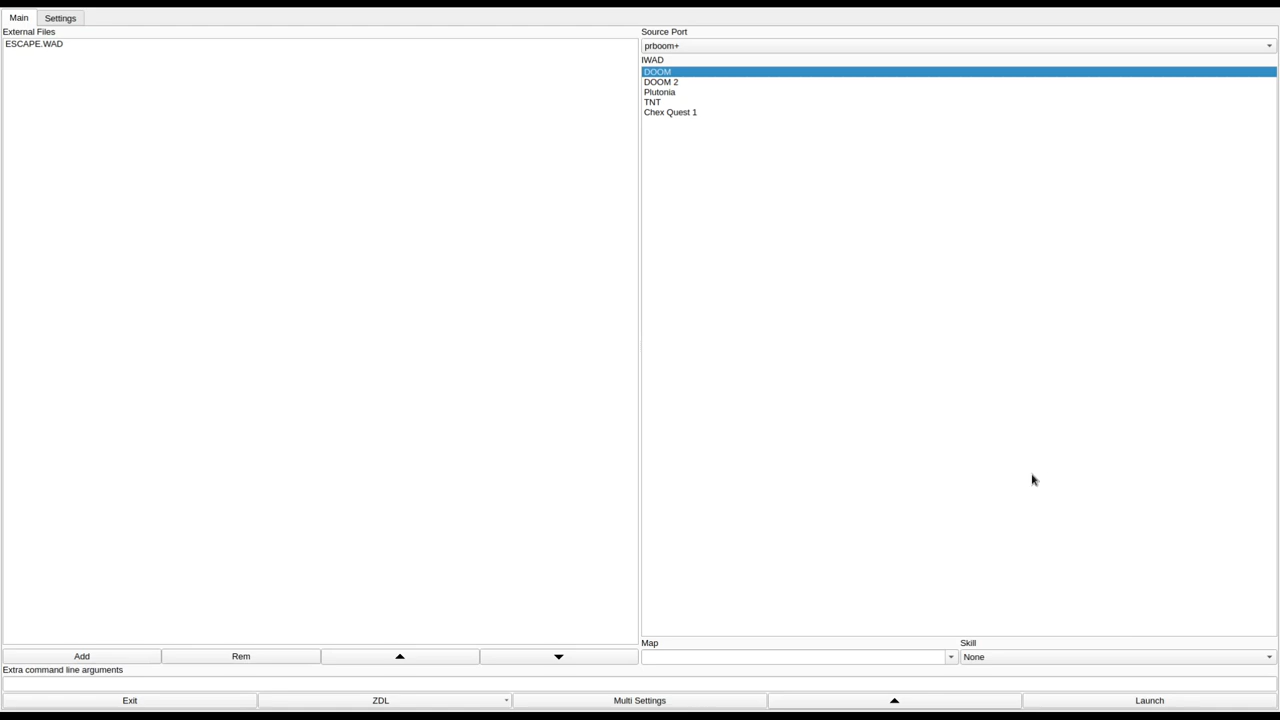 Main
Settings
External Files
ESCAPE.WAD
Source Port
prboom+
IWAD
DOOM
DOOM 2
Plutonia
TNT
Chex Quest 1
Add
Rem
Map
Skill
None
Extra command line arguments
Exit
ZDL
Multi Settings
Launch